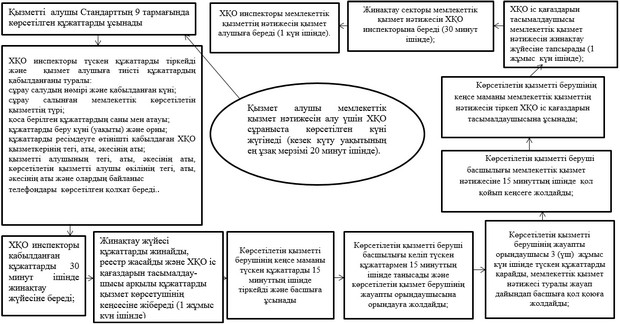 Қызметті алушы Стандарттың 9 тармағында
көрсетілген құжаттарды ұсынады
ХҚО инспекторы түскен құжаттарды тіркейді
және қызмет алушыға тиісті құжаттардың
қабылданғаны туралы:
сұрау салудың нөмірі және қабылданған күні;
сұрау салынған мемлекеттік көрсетілетін
қызметтің түрі;
қоса берілген құжаттардың саны мен атауы;
құжаттарды беру күні (уақыты) және орны;
құжаттарды ресімдеуге өтінішті қабылдаған ХҚО
қызметкерінің тегі, аты, әкесінің аты;
қызметті алушының тегі, аты, әкесінің аты,
көрсетілетін қызметті алушы өкілінің тегі, аты,
әкесінің аты және олардың байланыс
телефондары көрсетілген қолхат береді..
ХҚО инспекторы
қабылданған
құжаттарды 30
минут ішінде
жинақтау
жүйесіне береді;
Жинақтау жүйесі
құжаттарды жинайды,
реестр жасайды және ХҚО іс
қағаздарын тасымалдау-
шысы арқылы құжаттарды
қызмет көрсетушінің
кеңсесіне жібереді (1 жұмыс
күн ішінде)
Көрсетілетін қызметті
берушінің кеңсе маманы
түскен құжаттарды 15
минуттың ішінде
тіркейді және басшыға
ұсынады
Көрсетілетін қызметті беруші
басшылығы келіп түскен
құжаттармен 15 минуттың
ішінде танысады және
көрсетілетін қызмет берушінің
жауапты орындаушысына
орындауға жолдайды;
Көрсетілетін қызметті
берушінің жауапты
орындаушысы 3 (үш) жұмыс
күн ішінде түскен құжаттарды
қарайды, мемлекеттік қызмет
нәтижесі туралы жауап
дайындап басшыға қол қоюға
жолдайды;
Көрсетілетін қызметті беруші
басшылығы мемлекеттік қызмет
нәтижесіне 15 минуттың ішінде қол
қойып кеңсеге жолдайды;
Көрсетілетін қызметті берушінің
кеңсе маманы мемлекеттік қызметтің
нәтижесін тіркеп ХҚО іс қағаздарын
тасымалдаушысына ұсынады;
ХҚО іс қағаздарын
тасымалдаушысы
мемлекеттік қызмет
нәтижесін жинақтау
жүйесіне тапсырады (1
жұмыс күн ішінде);
Жинақтау секторы мемлекеттік
қызмет нәтижесін ХҚО
инспекторына береді (30 минут
ішінде);
ХҚО инспекторы мемлекеттік
қызметтің нәтижесін қызмет
алушыға береді (1 күн ішінде).
Қызмет алушы мемлекеттік
қызмет нәтижесін алу үшін ХҚО
сұраныста көрсетілген күні
жүгінеді (кезек күту уақытының
ең ұзақ мерзімі 20 минут ішінде).